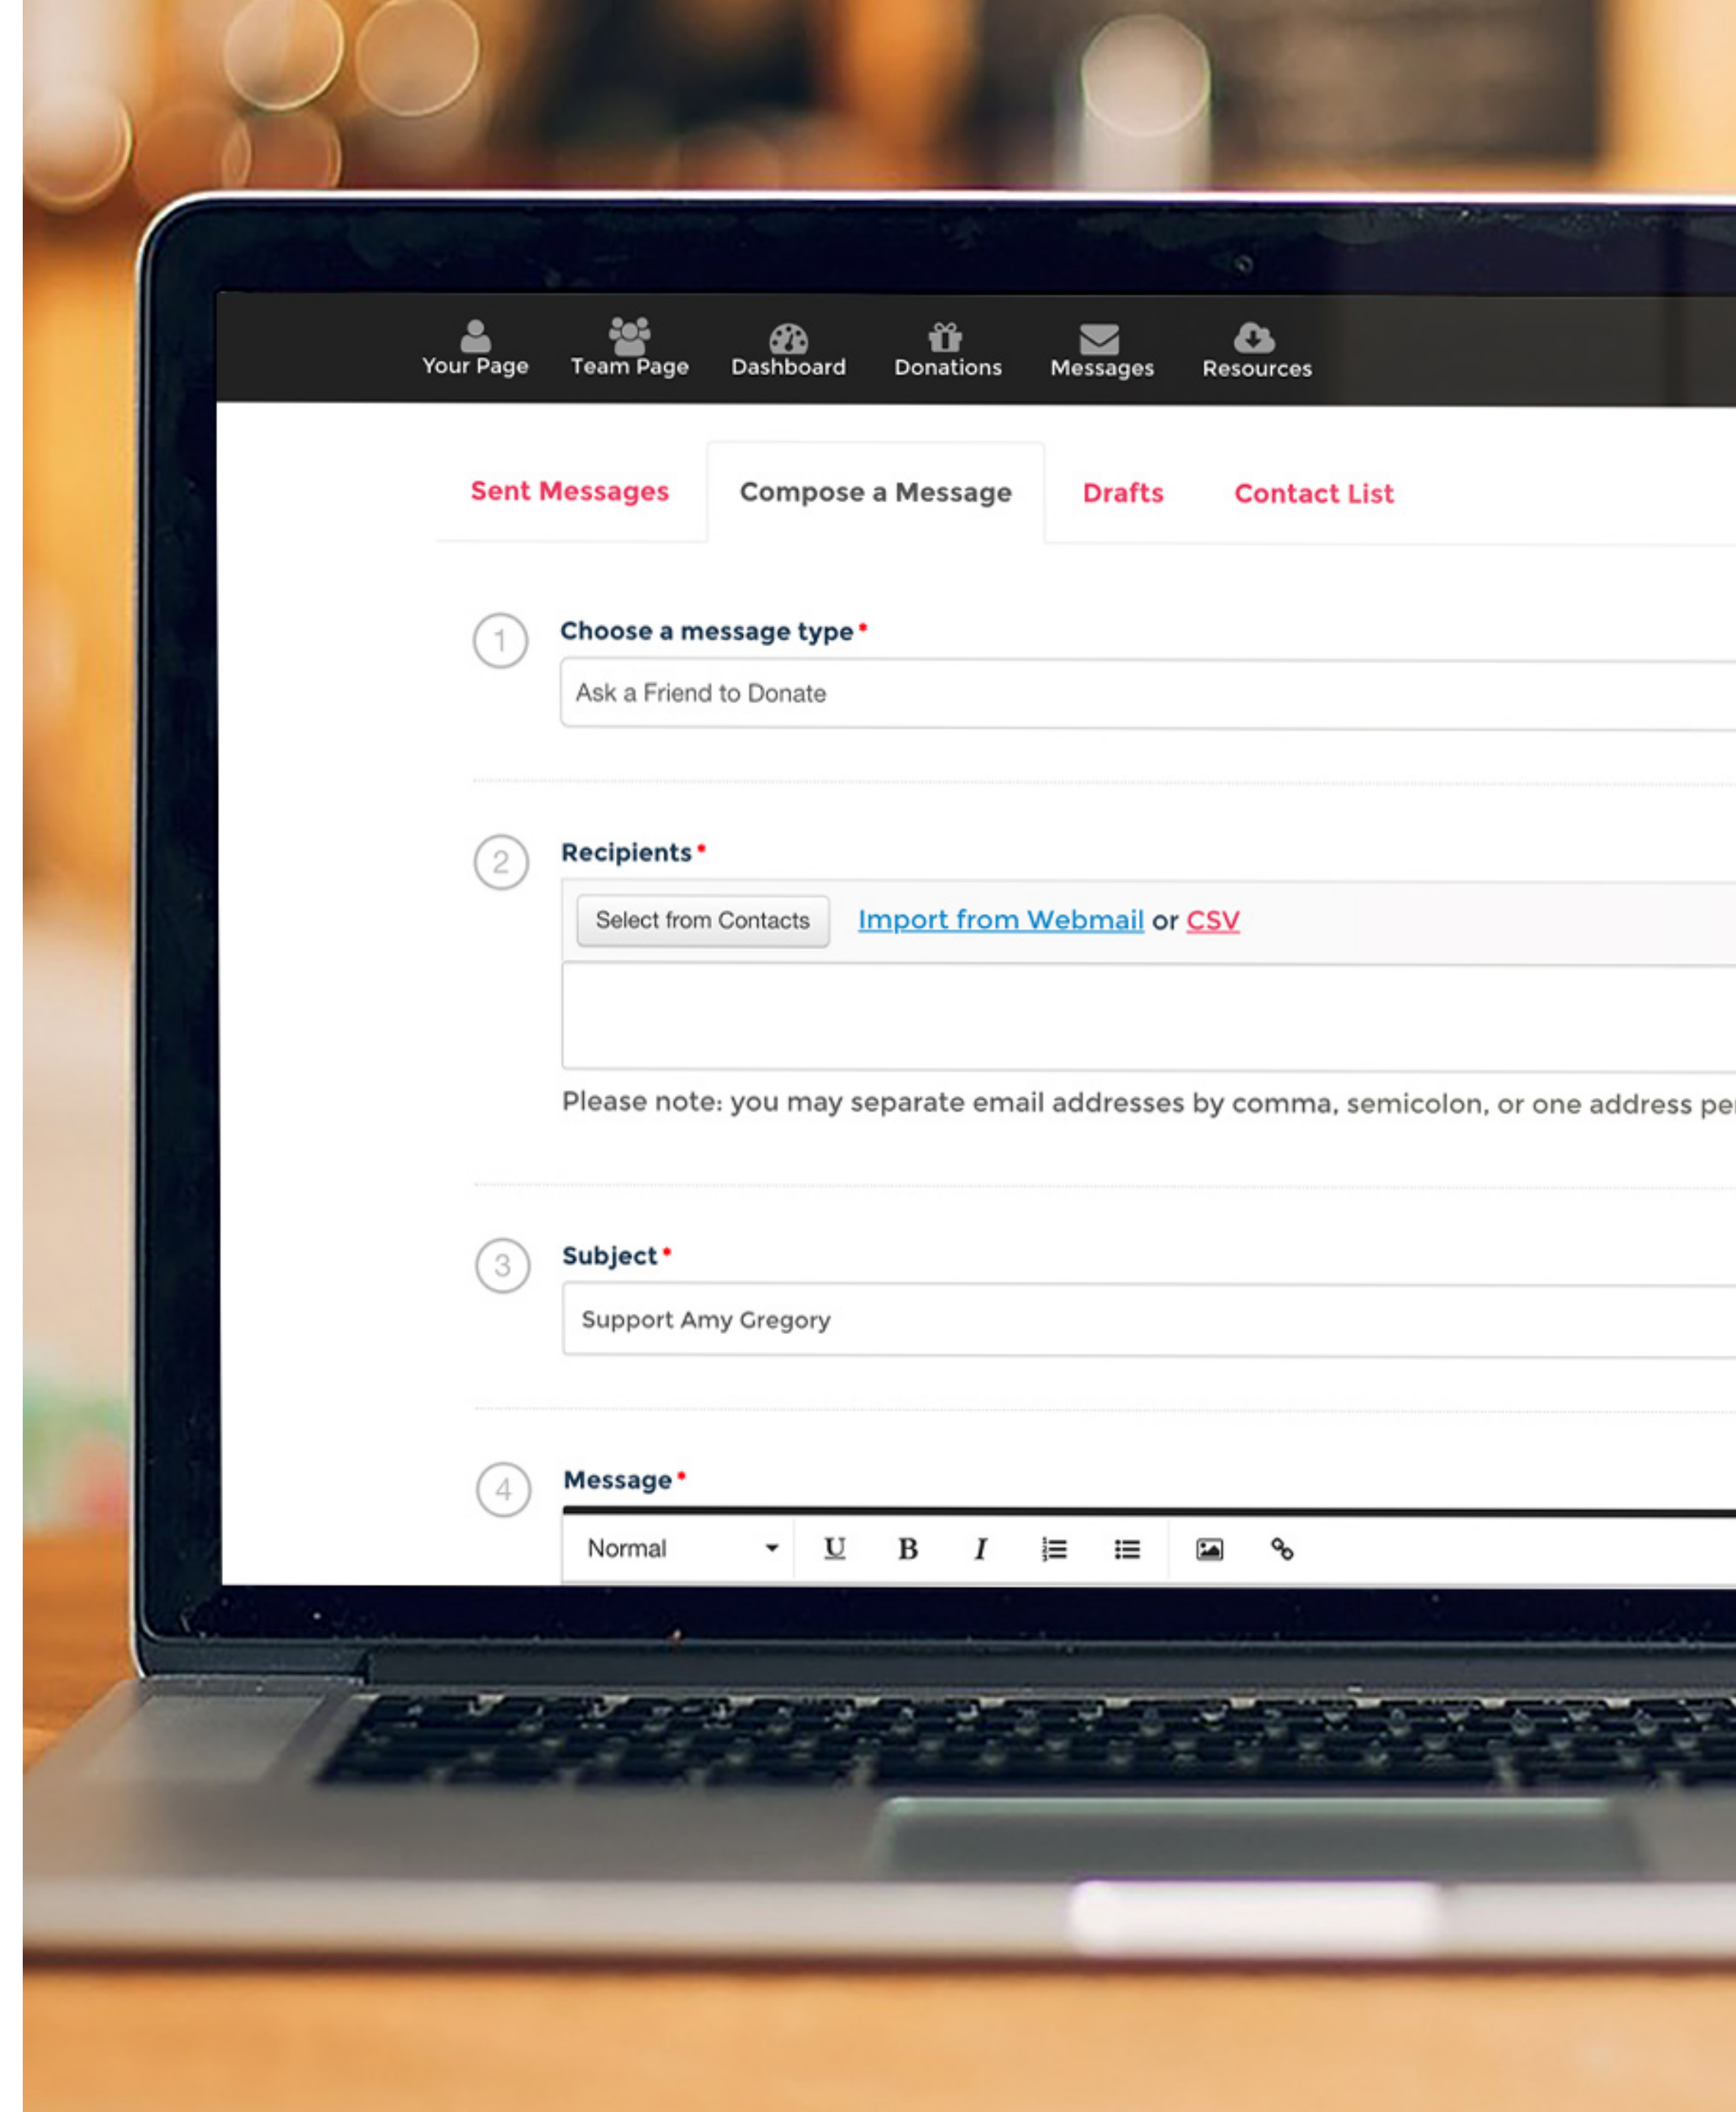 Your Page Team Page Dashboard Donations Messages Resources
Sent Messages Compose a Message Drafts Contact List
1 Choose a message type*
Ask a Friend to Donate
2 Recipients*
Select from Contacts Import from Webmail or CSV
Please note: you may separate email addresses by comma, semicolon, or one address per
3 Subject*
Support Amy Gregory
4 Message*
Normal U B I